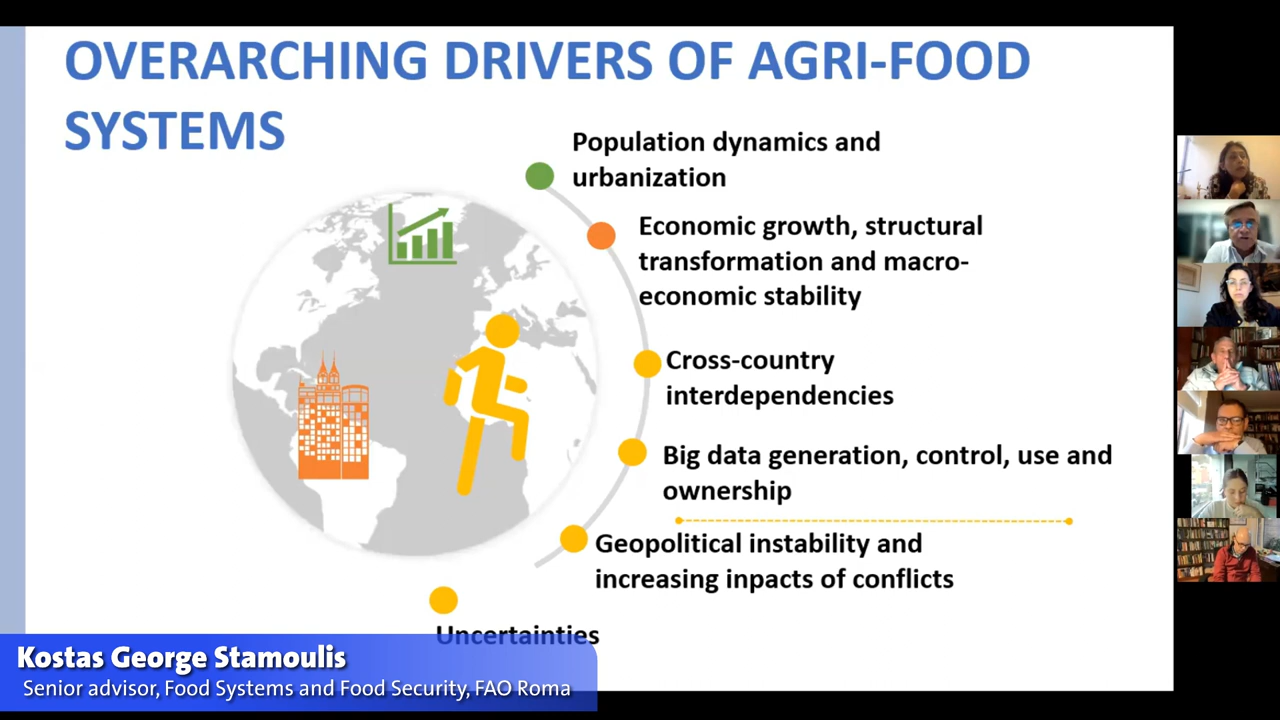 OVERARCHING DRIVERS OF AGRI-FOOD
SYSTEMS
Population dynamics and
urbanization
Economic growth, structural
transformation and macro-
economic stability
Cross-country
interdependencies
Big data generation, control, use and
ownership
Geopolitical instability and
increasing inpacts of conflicts
Uncertainties
Kostas George Stamoulis
Senior advisor, Food Systems and Food Security, FAO Roma